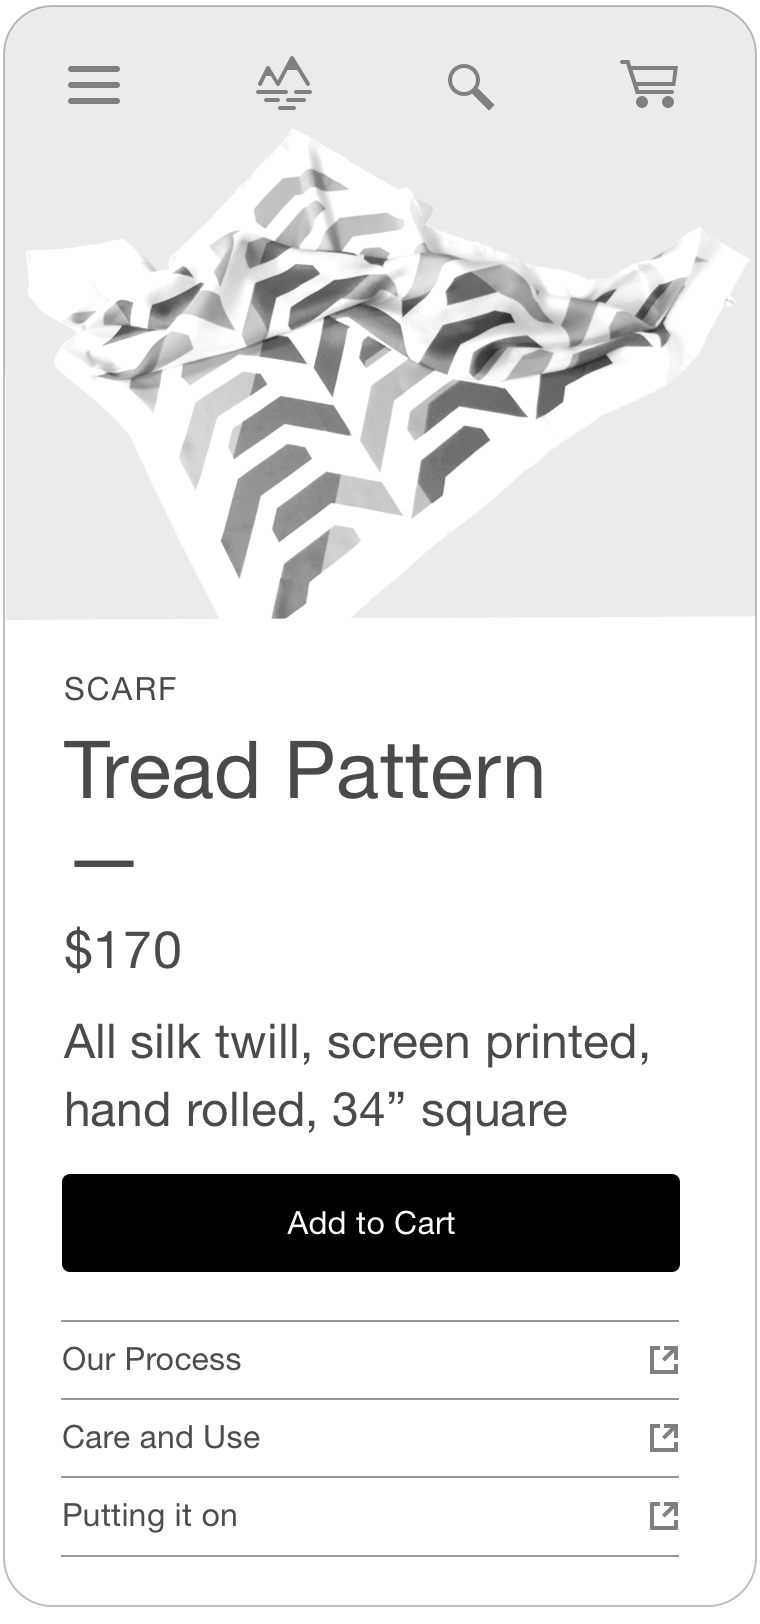 SCARF
Tread Pattern
—
$170
All silk twill, screen printed,
hand rolled, 34” square
Add to Cart
Our Process
Care and Use
Putting it on